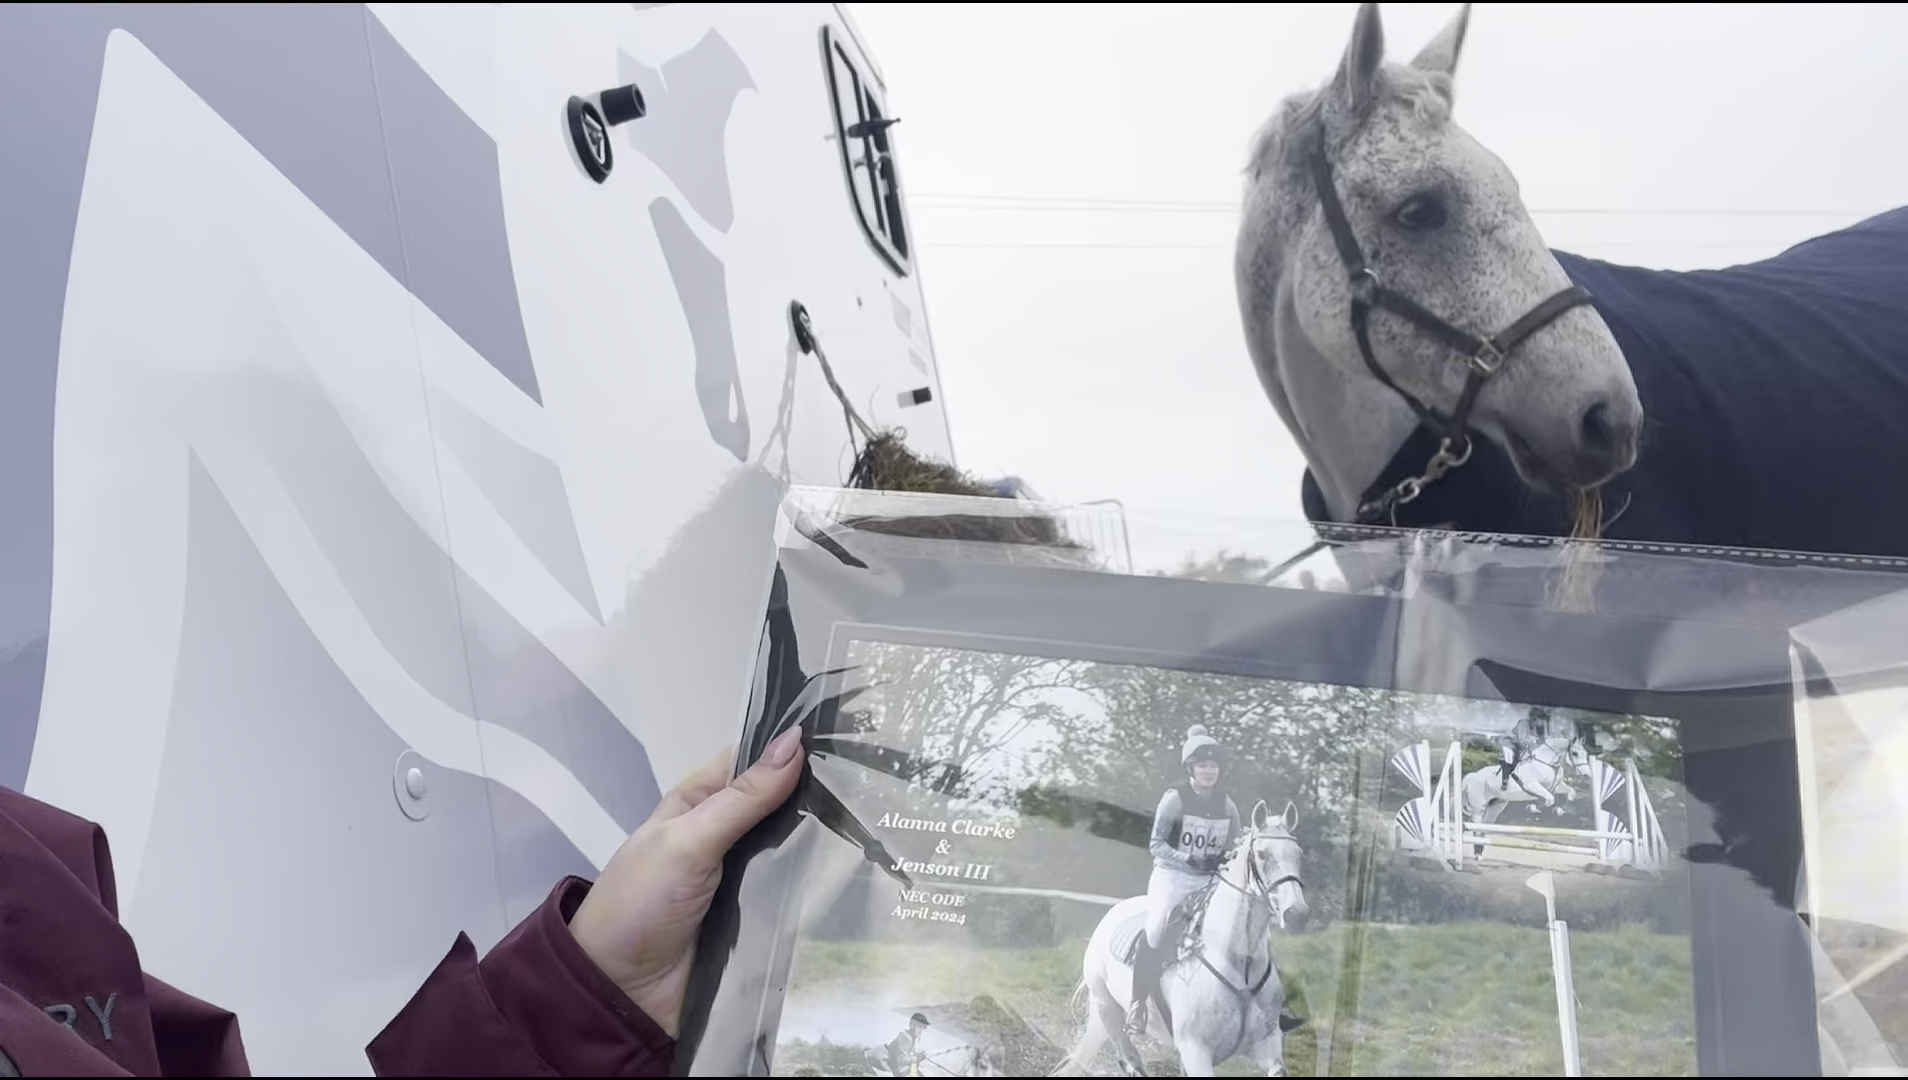 Alanna Clarke
&
Jenson III
NEC ODE
April 2024
004
RY